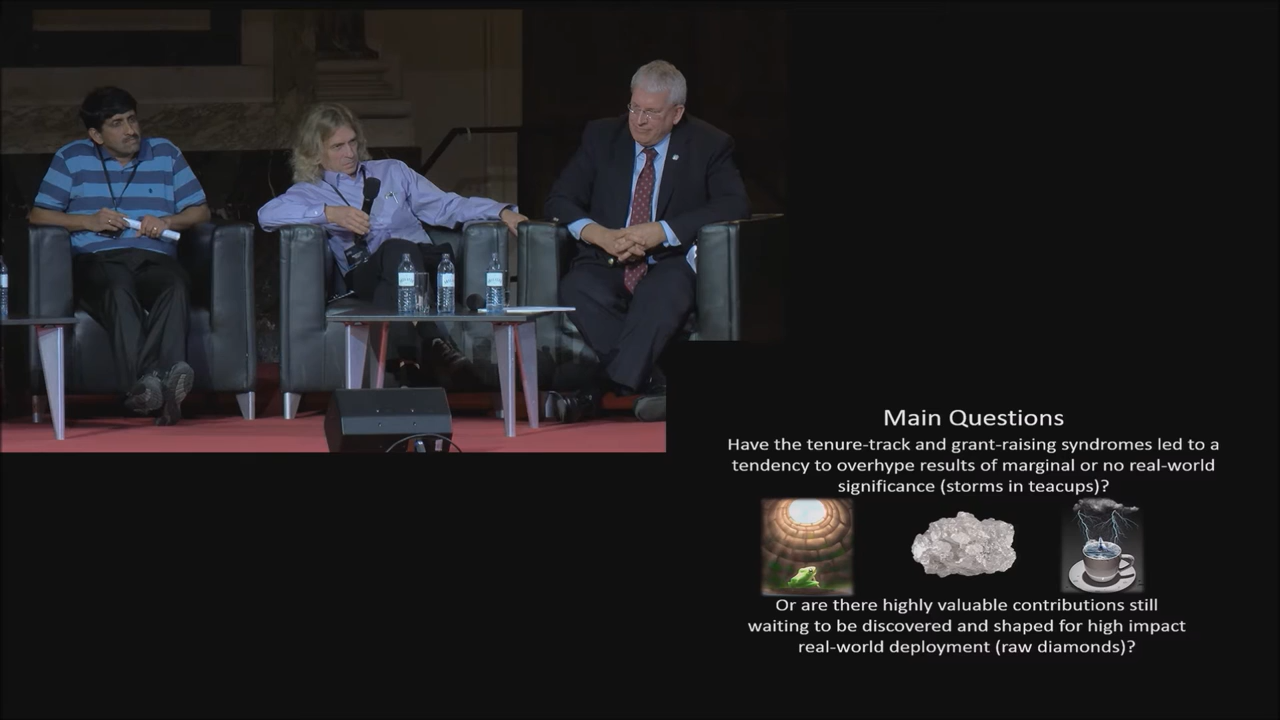 Main Questions
Have the tenure-track and grant-raising syndromes led to a
tendency to overhype results of marginal or no real-world
significance (storms in teacups)?
Or are there highly valuable contributions still
waiting to be discovered and shaped for high impact
real-world deployment (raw diamonds)?